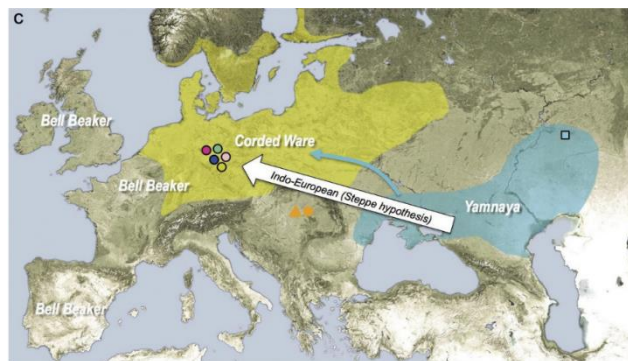 C
Bell Beaker
Corded Ware
Bell Beaker
Indo-European (Steppe hypothesis)
Yamnaya
Bell Beaker